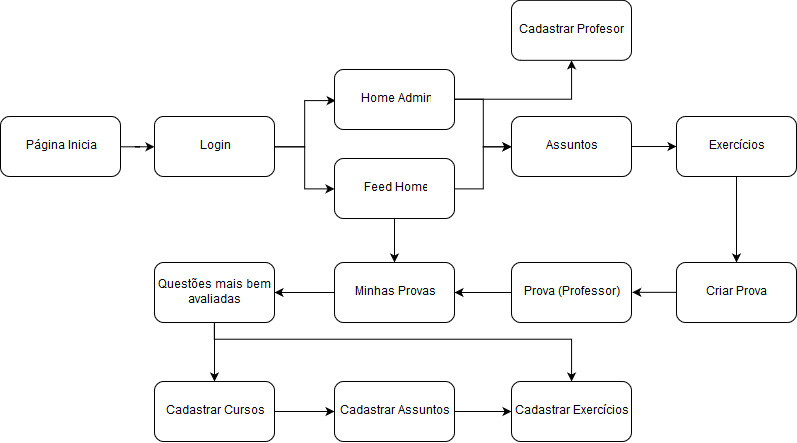 Cadastrar Profesor
Home Admin
Página Inicia
Login
Assuntos
Exercícios
Feed Home
Questões mais bem
avaliadas
Minhas Provas
Prova (Professor)
Criar Prova
Cadastrar Cursos
Cadastrar Assuntos
Cadastrar Exercícios